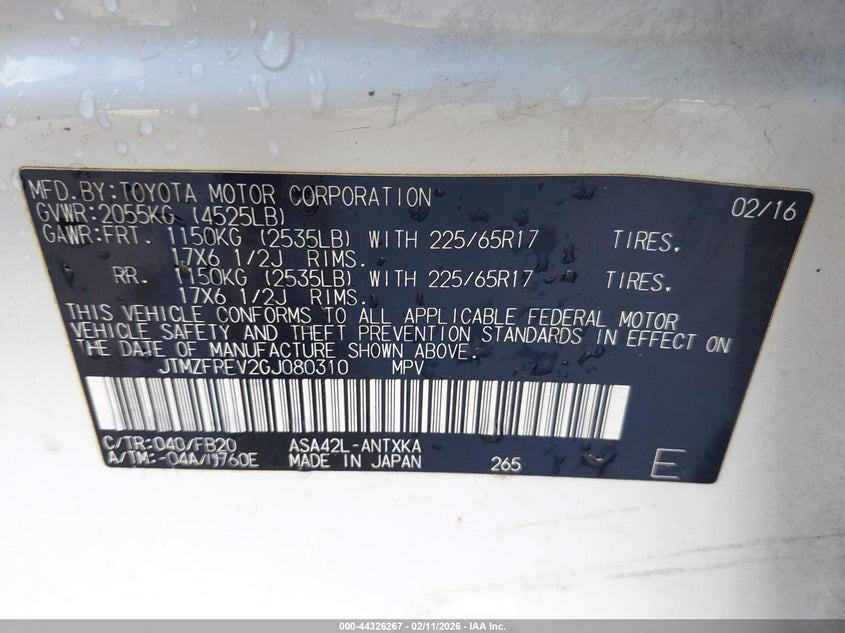 MFD.BY:TOYOTA MOTOR CORPORATION 02/16
GVWR:2055KG (4525LB)
GAWR:FRT. 1150KG (2535LB) WITH 225/65R17 TIRES.
17X6 1/2J RIMS.
RR. 1150KG (2535LB) WITH 225/65R17 TIRES.
17X6 1/2J RIMS.
THIS VEHICLE CONFORMS TO ALL APPLICABLE FEDERAL MOTOR
VEHICLE SAFETY AND THEFT PREVENTION STANDARDS IN EFFECT ON
THE DATE OF MANUFACTURE SHOWN ABOVE.
JTMZFREV2GJ080310 MPV
C/TR:040/FB20 ASA42L-ANTXKA
A/TM:-04A/U760E MADE IN JAPAN 265 E
000-44326267 - 02/11/2026 - IAA Inc.